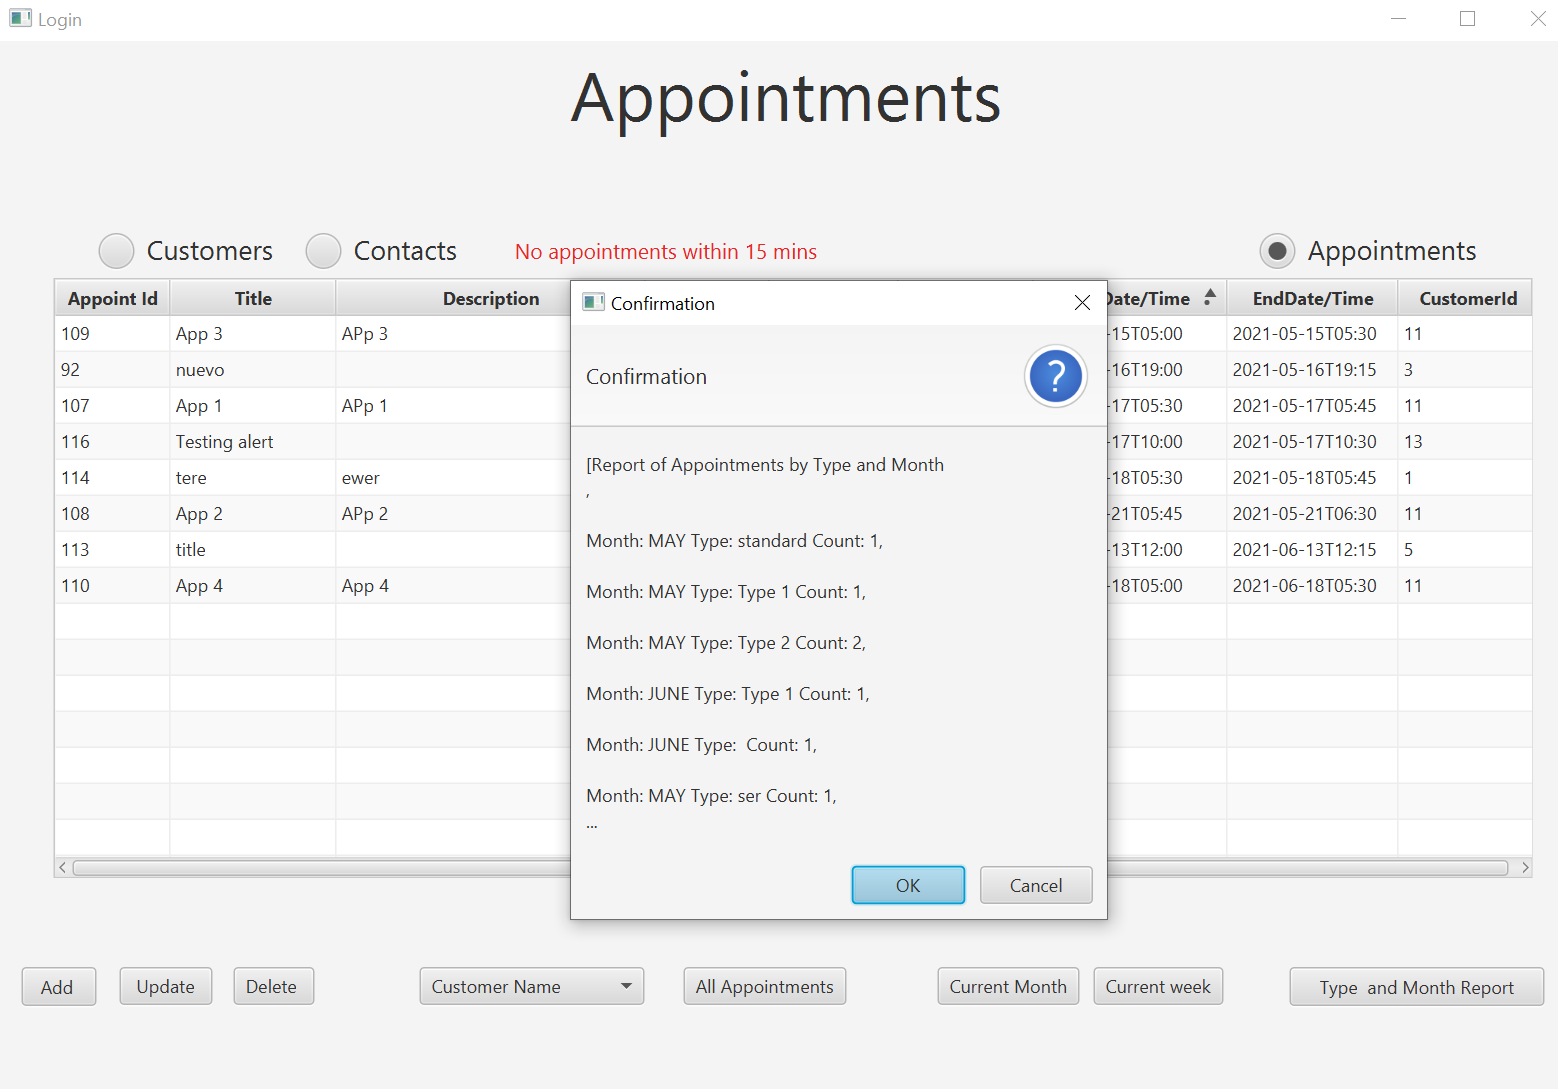 Login
Appointments
Customers Contacts No appointments within 15 mins Appointments
Appoint Id Title Description Date/Time EndDate/Time CustomerId
109 App 3 APp 3 -15T05:00 2021-05-15T05:30 11
92 nuevo -16T19:00 2021-05-16T19:15 3
107 App 1 APp 1 -17T05:30 2021-05-17T05:45 11
116 Testing alert -17T10:00 2021-05-17T10:30 13
114 tere ewer -18T05:30 2021-05-18T05:45 1
108 App 2 APp 2 -21T05:45 2021-05-21T06:30 11
113 title -13T12:00 2021-06-13T12:15 5
110 App 4 App 4 -18T05:00 2021-06-18T05:30 11
Confirmation
Confirmation
?
[Report of Appointments by Type and Month
,
Month: MAY Type: standard Count: 1,
Month: MAY Type: Type 1 Count: 1,
Month: MAY Type: Type 2 Count: 2,
Month: JUNE Type: Type 1 Count: 1,
Month: JUNE Type:  Count: 1,
Month: MAY Type: ser Count: 1,
...
OK Cancel
Add Update Delete Customer Name All Appointments Current Month Current week Type  and Month Report